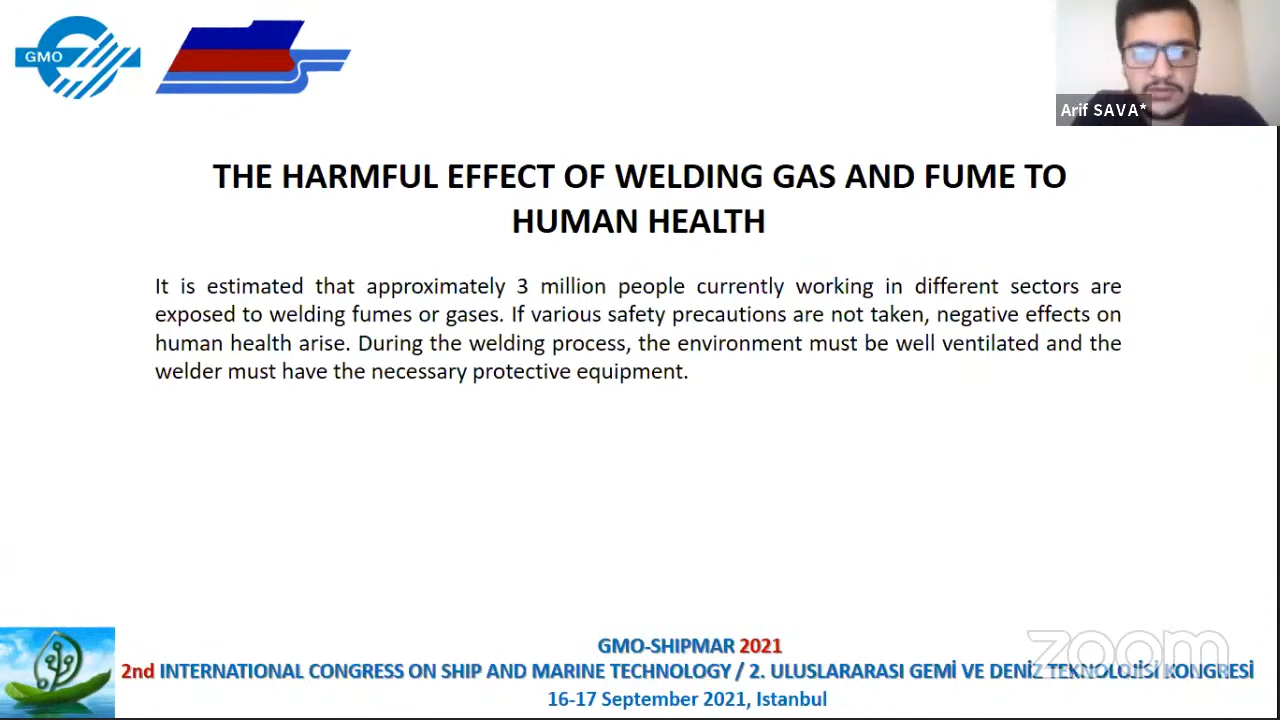 GMO
Arif SAVA*
THE HARMFUL EFFECT OF WELDING GAS AND FUME TO
HUMAN HEALTH
It is estimated that approximately 3 million people currently working in different sectors are
exposed to welding fumes or gases. If various safety precautions are not taken, negative effects on
human health arise. During the welding process, the environment must be well ventilated and the
welder must have the necessary protective equipment.
GMO-SHIPMAR 2021
zoom
2nd INTERNATIONAL CONGRESS ON SHIP AND MARINE TECHNOLOGY / 2. ULUSLARARASI GEMİ VE DENİZ TEKNOLOJİSİ KONGRESİ
16-17 September 2021, Istanbul